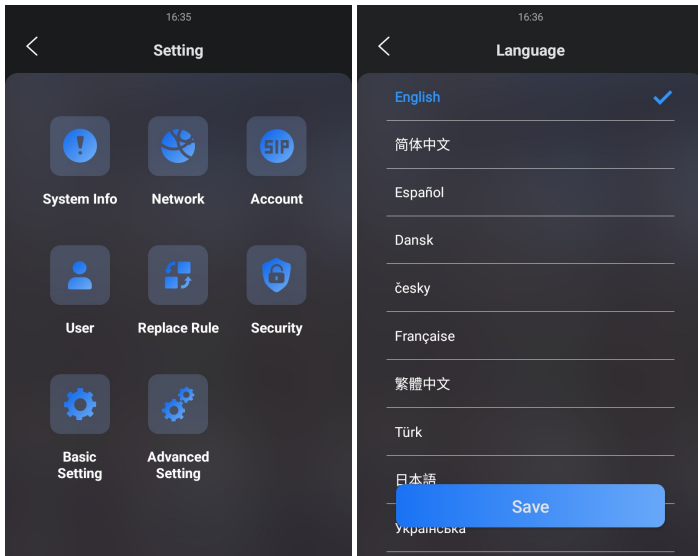 16:35
Setting
SIP
System Info
Network
Account
User
Replace Rule
Security
Basic
Setting
Advanced
Setting
16:36
Language
English
简体中文
Español
Dansk
česky
Française
繁體中文
Türk
日本語
Save
Українська